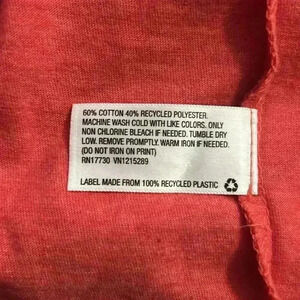 60% COTTON 40% RECYCLED POLYESTER.
MACHINE WASH COLD WITH LIKE COLORS. ONLY
NON CHLORINE BLEACH IF NEEDED. TUMBLE DRY
LOW. REMOVE PROMPTLY. WARM IRON IF NEEDED.
(DO NOT IRON ON PRINT)
RN17730 VN1215289
LABEL MADE FROM 100% RECYCLED PLASTIC